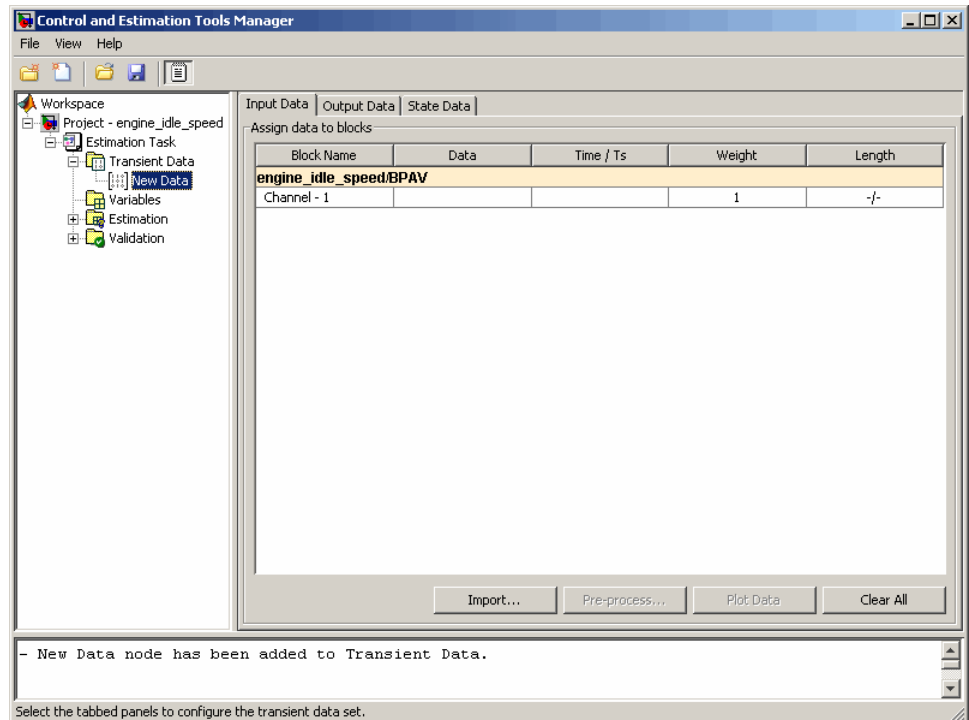 Control and Estimation Tools Manager
File View Help
Workspace
Project - engine_idle_speed
Estimation Task
Transient Data
New Data
Variables
Estimation
Validation
Input Data Output Data State Data
Assign data to blocks
Block Name Data Time / Ts Weight Length
engine_idle_speed/BPAV
Channel - 1 1 -/-
Import... Pre-process... Plot Data Clear All
- New Data node has been added to Transient Data.
Select the tabbed panels to configure the transient data set.